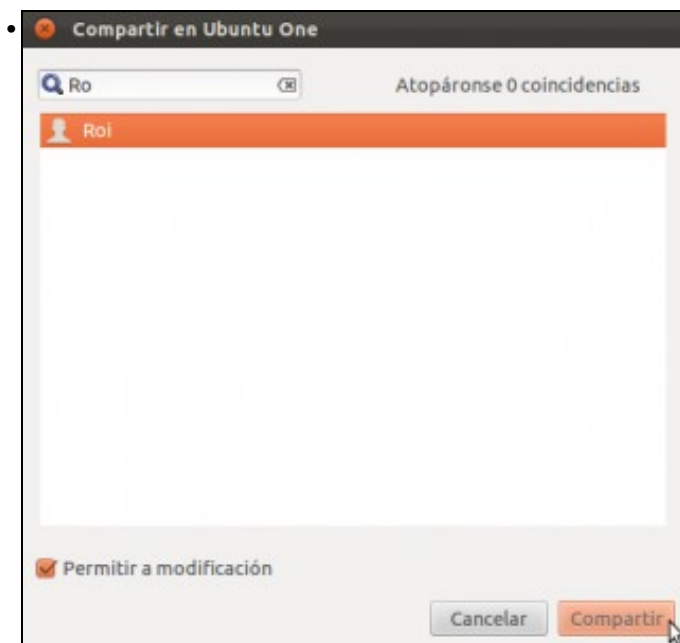 Compartir en Ubuntu One
Ro
Atopáronse 0 coincidencias
Roi
Permitir a modificación
Cancelar
Compartir